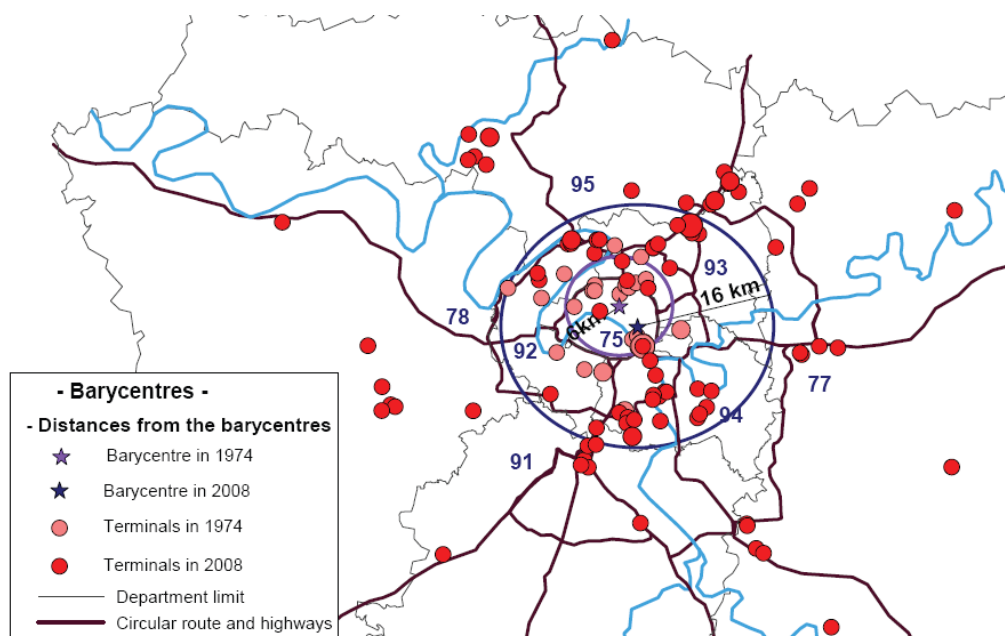 95
93
16 km
78
6km
75
92
77
94
91
- Barycentres -
- Distances from the barycentres
Barycentre in 1974
Barycentre in 2008
Terminals in 1974
Terminals in 2008
Department limit
Circular route and highways